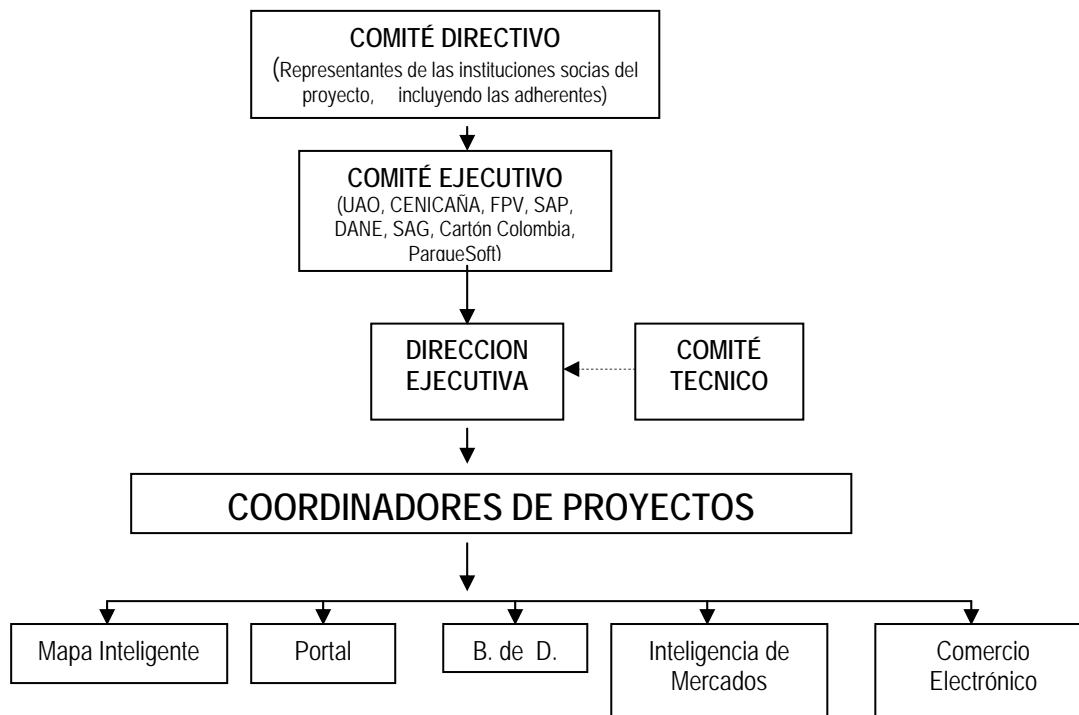 COMITÉ DIRECTIVO
(Representantes de las instituciones socias del
proyecto, incluyendo las adherentes)
COMITÉ EJECUTIVO
(UAO, CENICAÑA, FPV, SAP,
DANE, SAG, Cartón Colombia,
ParqueSoft)
DIRECCION
EJECUTIVA
COMITÉ
TECNICO
COORDINADORES DE PROYECTOS
Mapa Inteligente
Portal
B. de D.
Inteligencia de
Mercados
Comercio
Electrónico